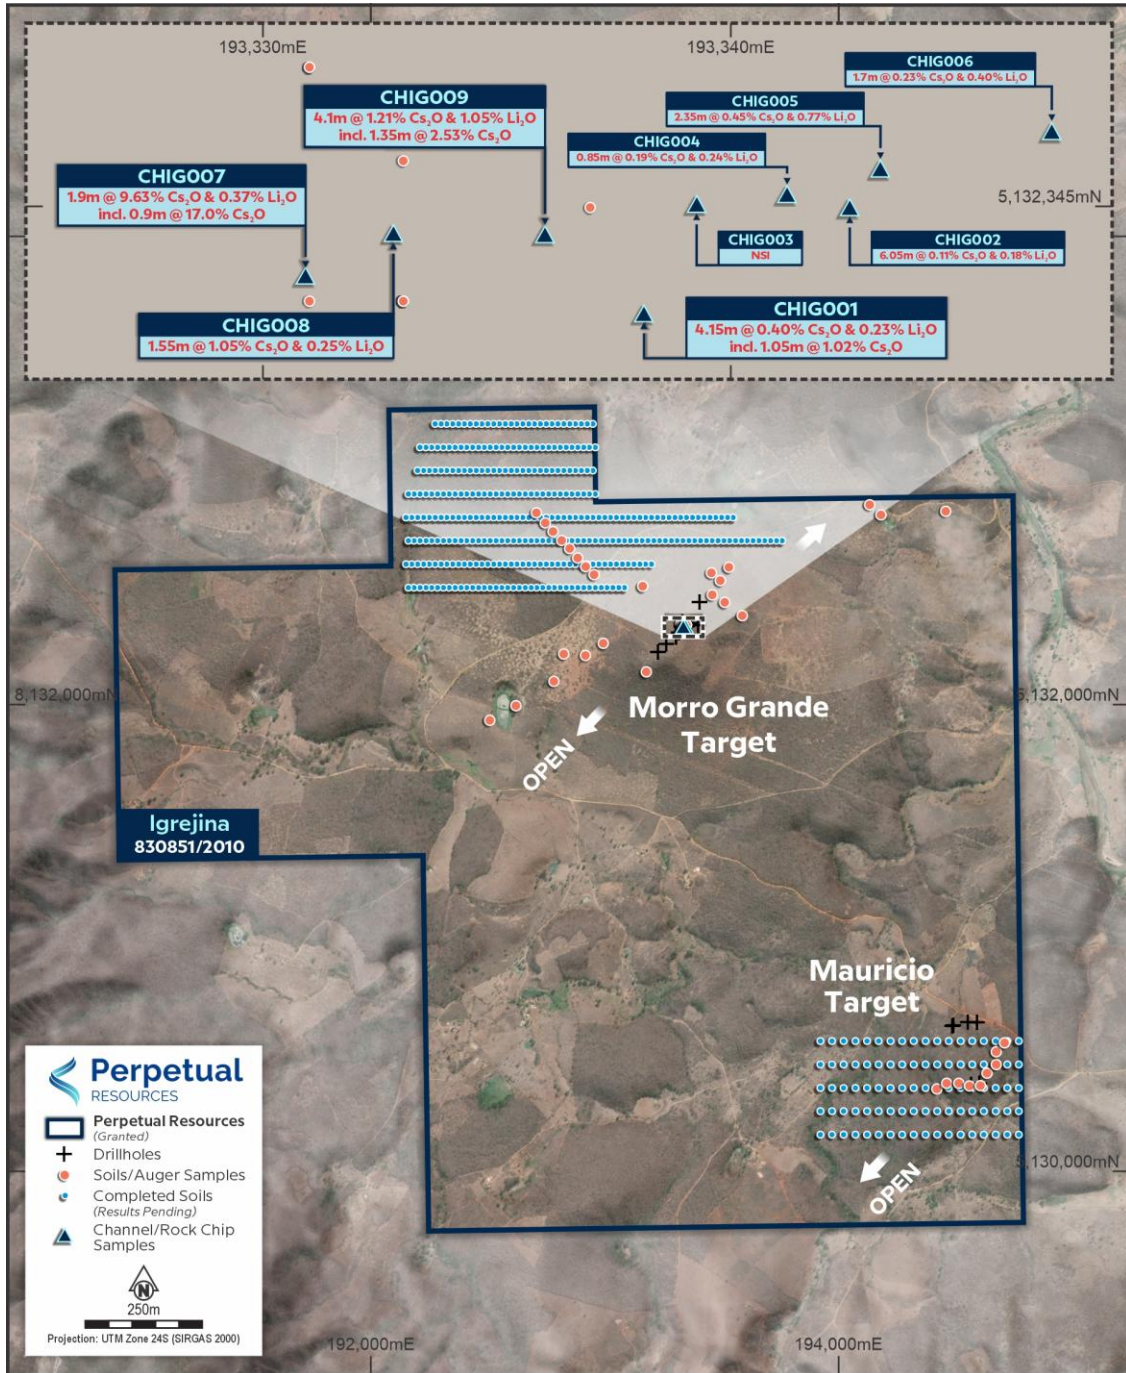 193,330mE
193,340mE
CHIG006
1.7m @ 0.23% Cs₂O & 0.40% Li₂O
CHIG009
4.1m @ 1.21% Cs₂O & 1.05% Li₂O
incl. 1.35m @ 2.53% Cs₂O
CHIG005
2.35m @ 0.45% Cs₂O & 0.77% Li₂O
CHIG004
0.85m @ 0.19% Cs₂O & 0.24% Li₂O
CHIG007
1.9m @ 9.63% Cs₂O & 0.37% Li₂O
incl. 0.9m @ 17.0% Cs₂O
5,132,345mN
CHIG003
NSI
CHIG002
6.05m @ 0.11% Cs₂O & 0.18% Li₂O
CHIG008
1.55m @ 1.05% Cs₂O & 0.25% Li₂O
CHIG001
4.15m @ 0.40% Cs₂O & 0.23% Li₂O
incl. 1.05m @ 1.02% Cs₂O
8,132,000mN
5,132,000mN
Morro Grande
Target
OPEN
Igrejina
830851/2010
Mauricio
Target
OPEN
5,130,000mN
Perpetual
RESOURCES
Perpetual Resources
(Granted)
Drillholes
Soils/Auger Samples
Completed Soils
(Results Pending)
Channel/Rock Chip
Samples
N
250m
Projection: UTM Zone 24S (SIRGAS 2000)
192,000mE
194,000mE